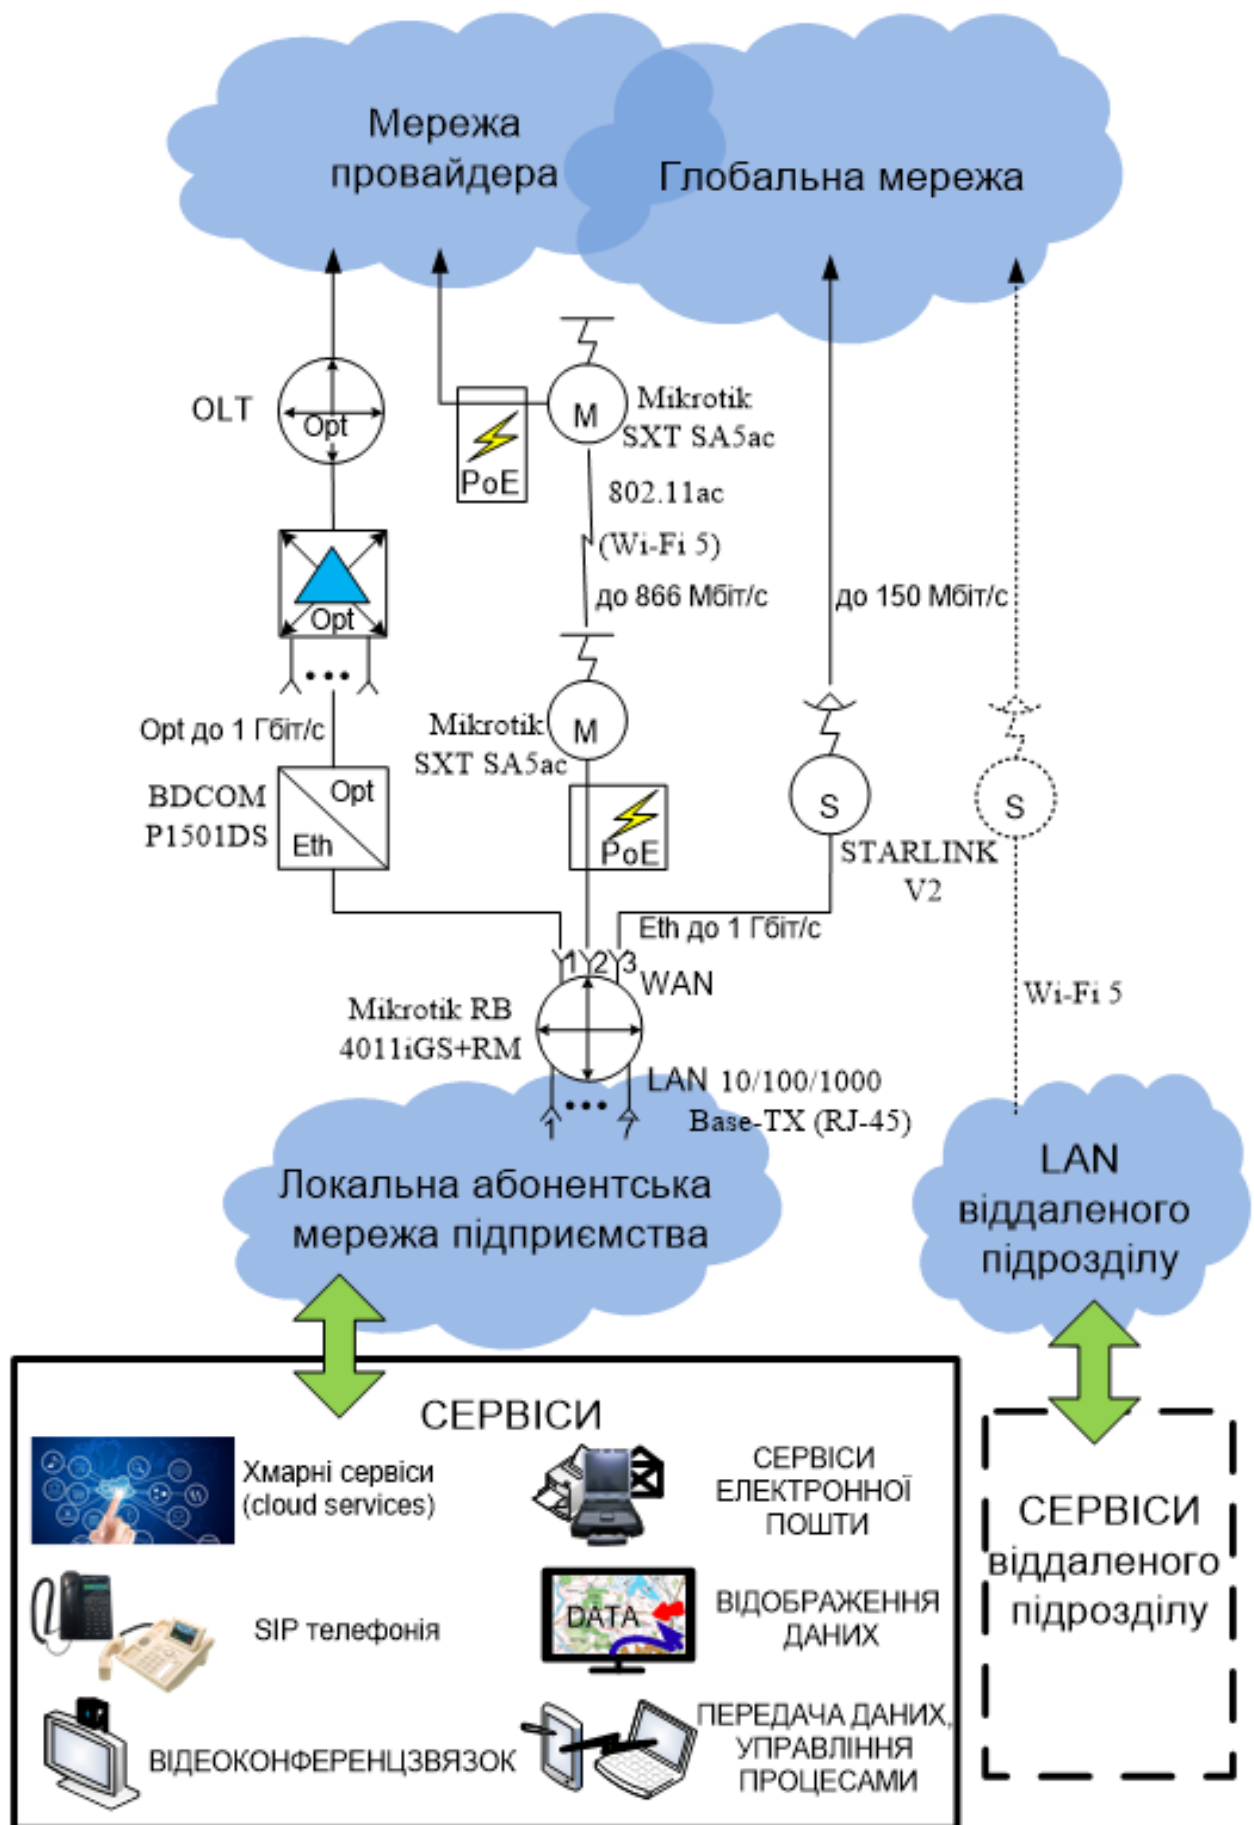 Мережа
провайдера
Глобальна мережа
OLT
Opt
PoE
M
Mikrotik
SXT SA5ac
802.11ac
(Wi-Fi 5)
до 866 Мбіт/с
до 150 Мбіт/с
Opt
...
Opt до 1 Гбіт/с
Mikrotik
SXT SA5ac
M
BDCOM
P1501DS
Opt
Eth
PoE
S
STARLINK
V2
S
Eth до 1 Гбіт/с
1 2 3
WAN
Wi-Fi 5
Mikrotik RB
4011iGS+RM
LAN 10/100/1000
Base-TX (RJ-45)
1 ... 7
Локальна абонентська
мережа підприємства
LAN
віддаленого
підрозділу
СЕРВІСИ
Хмарні сервіси
(cloud services)
СЕРВІСИ
ЕЛЕКТРОННОЇ
ПОШТИ
SIP телефонія
DATA
ВІДОБРАЖЕННЯ
ДАНИХ
ВІДЕОКОНФЕРЕНЦЗВЯЗОК
ПЕРЕДАЧА ДАНИХ,
УПРАВЛІННЯ
ПРОЦЕСАМИ
СЕРВІСИ
віддаленого
підрозділу